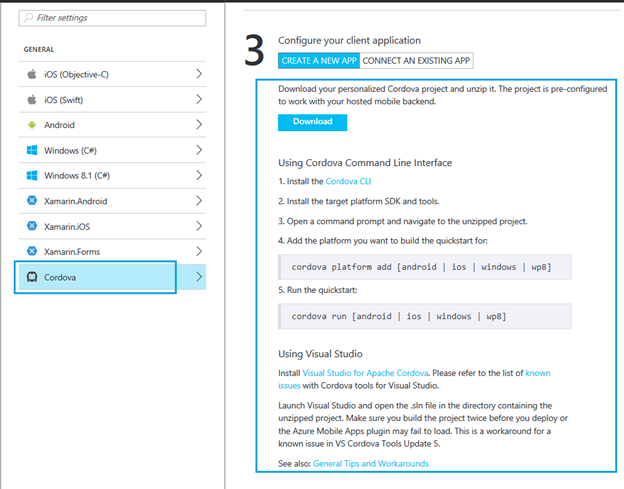 Filter settings
GENERAL
iOS (Objective-C)
iOS (Swift)
Android
Windows (C#)
Windows 8.1 (C#)
Xamarin.Android
Xamarin.iOS
Xamarin.Forms
Cordova
3
Configure your client application
CREATE A NEW APP CONNECT AN EXISTING APP
Download your personalized Cordova project and unzip it. The project is pre-configured
to work with your hosted mobile backend.
Download
Using Cordova Command Line Interface
1. Install the Cordova CLI
2. Install the target platform SDK and tools.
3. Open a command prompt and navigate to the unzipped project.
4. Add the platform you want to build the quickstart for:
cordova platform add [android | ios | windows | wp8]
5. Run the quickstart:
cordova run [android | ios | windows | wp8]
Using Visual Studio
Install Visual Studio for Apache Cordova. Please refer to the list of known
issues with Cordova tools for Visual Studio.
Launch Visual Studio and open the .sln file in the directory containing the
unzipped project. Make sure you build the project twice before you deploy or
the Azure Mobile Apps plugin may fail to load. This is a workaround for a
known issue in VS Cordova Tools Update 5.
See also: General Tips and Workarounds